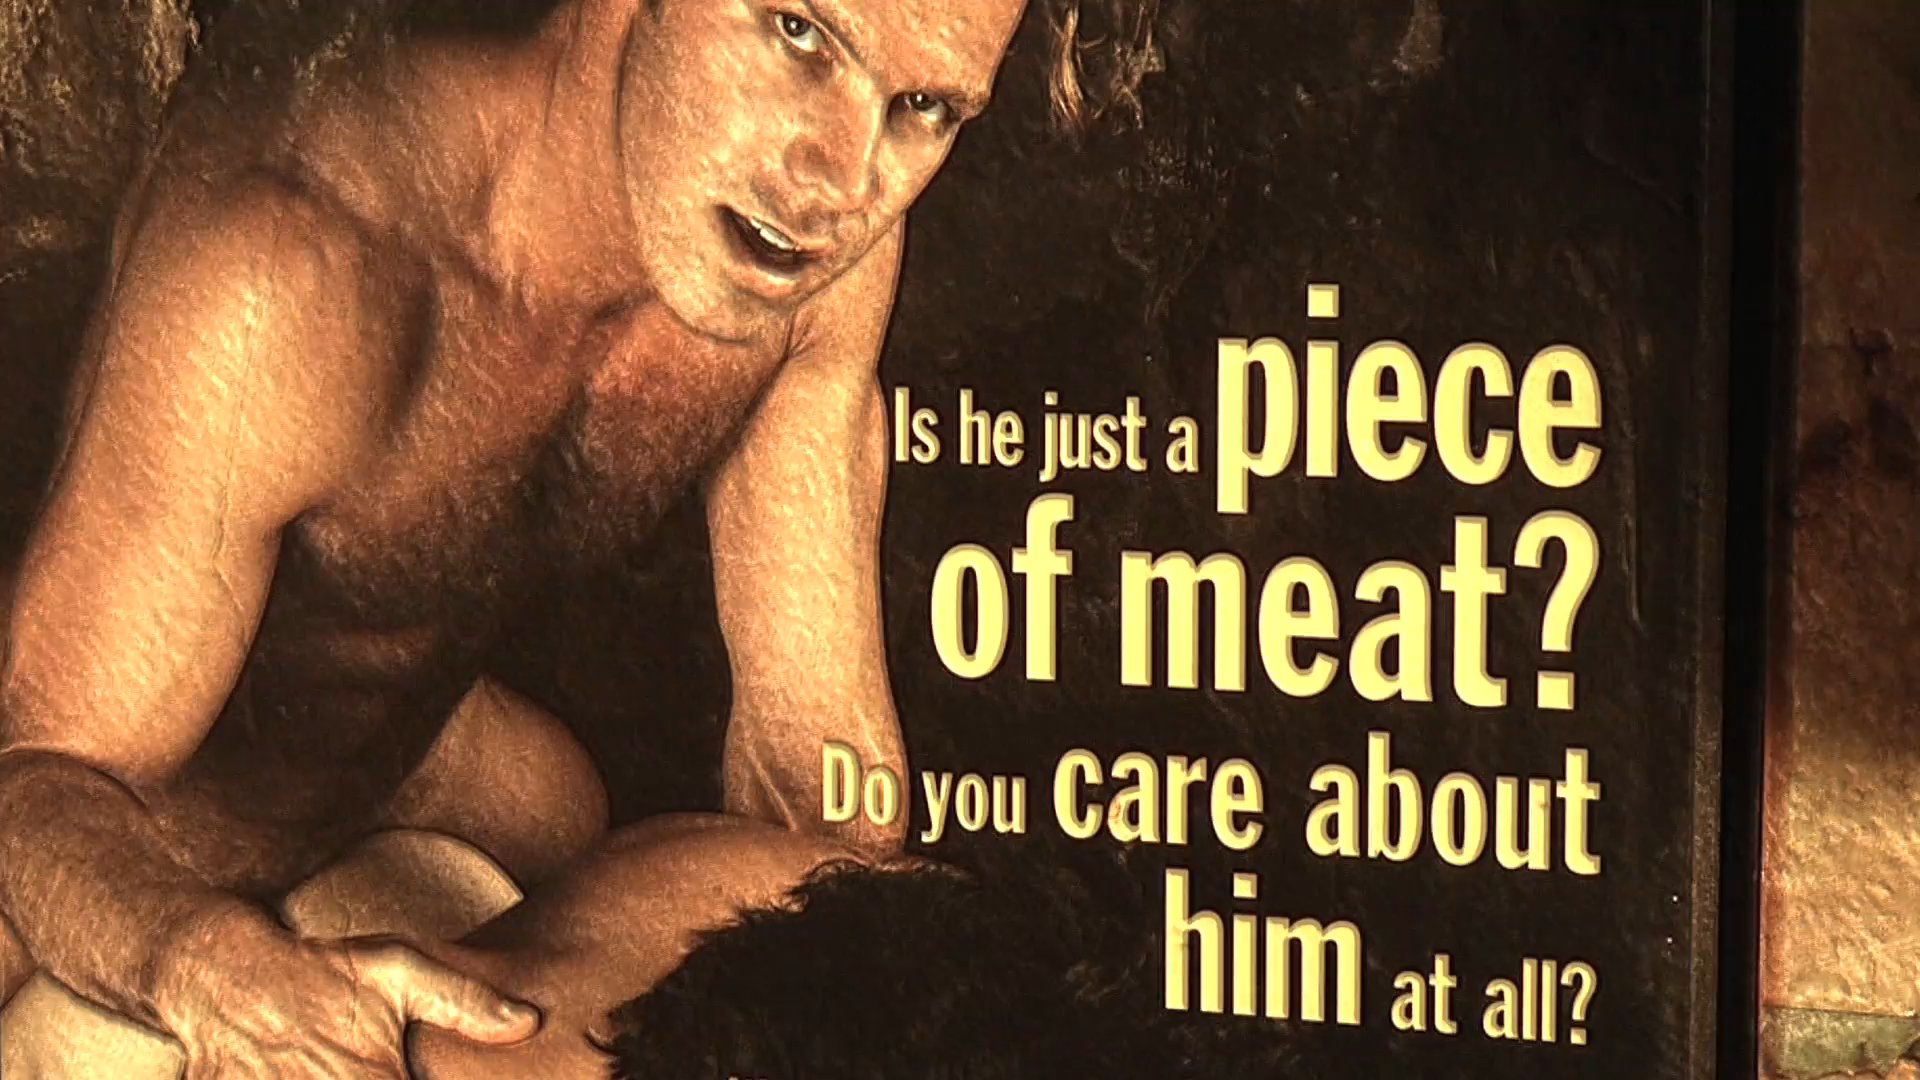 Is he just a piece
of meat?
Do you care about
him at all?